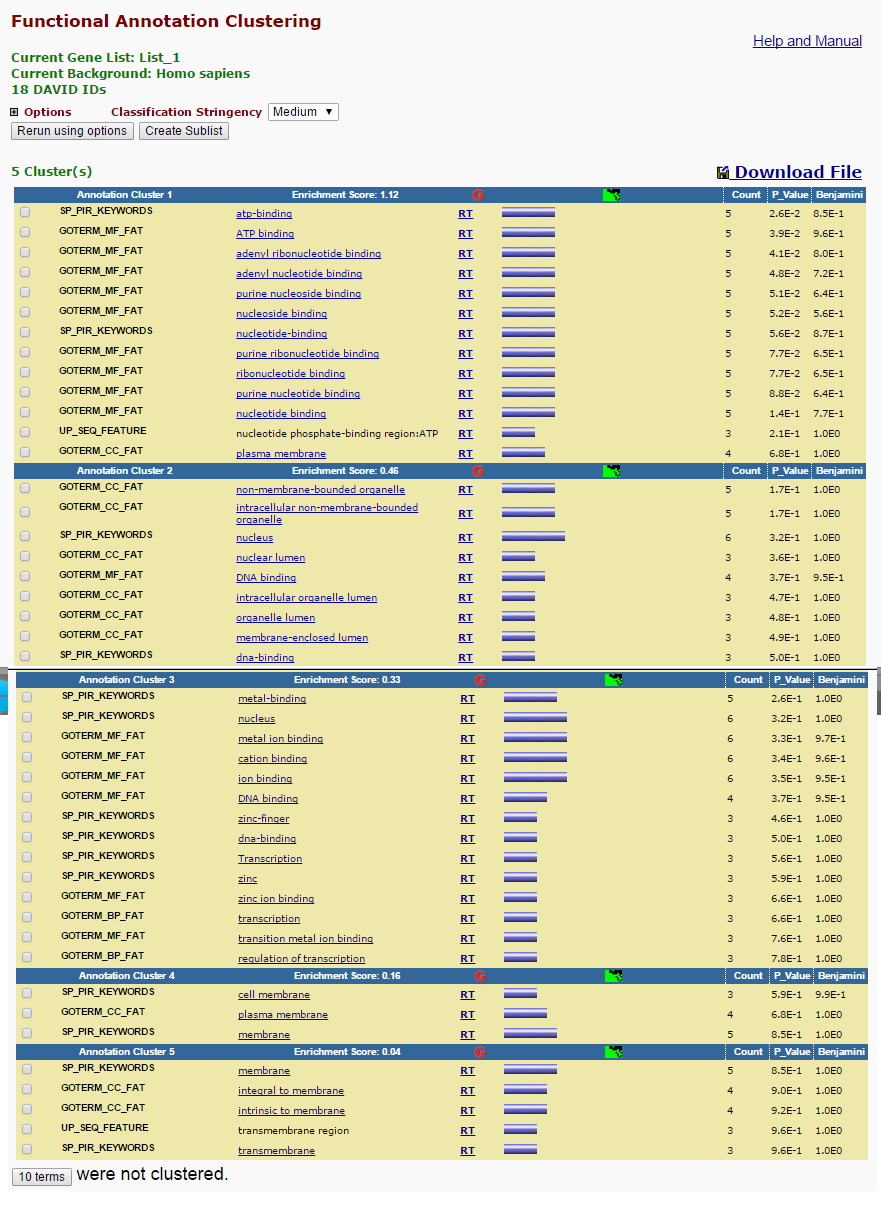 Functional Annotation Clustering
Help and Manual
Current Gene List: List_1
Current Background: Homo sapiens
18 DAVID IDs
Options Classification Stringency Medium
Rerun using options Create Sublist
5 Cluster(s) Download File
Annotation Cluster 1 Enrichment Score: 1.12 G Count P_Value Benjamini
SP_PIR_KEYWORDS atp-binding RT 5 2.6E-2 8.5E-1
GOTERM_MF_FAT ATP binding RT 5 3.9E-2 9.6E-1
GOTERM_MF_FAT adenyl ribonucleotide binding RT 5 4.1E-2 8.0E-1
GOTERM_MF_FAT adenyl nucleotide binding RT 5 4.8E-2 7.2E-1
GOTERM_MF_FAT purine nucleoside binding RT 5 5.1E-2 6.4E-1
GOTERM_MF_FAT nucleoside binding RT 5 5.2E-2 5.6E-1
SP_PIR_KEYWORDS nucleotide-binding RT 5 5.6E-2 8.7E-1
GOTERM_MF_FAT purine ribonucleotide binding RT 5 7.7E-2 6.5E-1
GOTERM_MF_FAT ribonucleotide binding RT 5 7.7E-2 6.5E-1
GOTERM_MF_FAT purine nucleotide binding RT 5 8.8E-2 6.4E-1
GOTERM_MF_FAT nucleotide binding RT 5 1.4E-1 7.7E-1
UP_SEQ_FEATURE nucleotide phosphate-binding region:ATP RT 3 2.1E-1 1.0E0
GOTERM_CC_FAT plasma membrane RT 4 6.8E-1 1.0E0
Annotation Cluster 2 Enrichment Score: 0.46 G Count P_Value Benjamini
GOTERM_CC_FAT non-membrane-bounded organelle RT 5 1.7E-1 1.0E0
GOTERM_CC_FAT intracellular non-membrane-bounded
organelle RT 5 1.7E-1 1.0E0
SP_PIR_KEYWORDS nucleus RT 6 3.2E-1 1.0E0
GOTERM_CC_FAT nuclear lumen RT 3 3.6E-1 1.0E0
GOTERM_MF_FAT DNA binding RT 4 3.7E-1 9.5E-1
GOTERM_CC_FAT intracellular organelle lumen RT 3 4.7E-1 1.0E0
GOTERM_CC_FAT organelle lumen RT 3 4.8E-1 1.0E0
GOTERM_CC_FAT membrane-enclosed lumen RT 3 4.9E-1 1.0E0
SP_PIR_KEYWORDS dna-binding RT 3 5.0E-1 1.0E0
Annotation Cluster 3 Enrichment Score: 0.33 G Count P_Value Benjamini
SP_PIR_KEYWORDS metal-binding RT 5 2.6E-1 1.0E0
SP_PIR_KEYWORDS nucleus RT 6 3.2E-1 1.0E0
GOTERM_MF_FAT metal ion binding RT 6 3.3E-1 9.7E-1
GOTERM_MF_FAT cation binding RT 6 3.4E-1 9.6E-1
GOTERM_MF_FAT ion binding RT 6 3.5E-1 9.5E-1
GOTERM_MF_FAT DNA binding RT 4 3.7E-1 9.5E-1
SP_PIR_KEYWORDS zinc-finger RT 3 4.6E-1 1.0E0
SP_PIR_KEYWORDS dna-binding RT 3 5.0E-1 1.0E0
SP_PIR_KEYWORDS Transcription RT 3 5.6E-1 1.0E0
SP_PIR_KEYWORDS zinc RT 3 5.9E-1 1.0E0
GOTERM_MF_FAT zinc ion binding RT 3 6.6E-1 1.0E0
GOTERM_BP_FAT transcription RT 3 6.6E-1 1.0E0
GOTERM_MF_FAT transition metal ion binding RT 3 7.6E-1 1.0E0
GOTERM_BP_FAT regulation of transcription RT 3 7.8E-1 1.0E0
Annotation Cluster 4 Enrichment Score: 0.16 G Count P_Value Benjamini
SP_PIR_KEYWORDS cell membrane RT 3 5.9E-1 9.9E-1
GOTERM_CC_FAT plasma membrane RT 4 6.8E-1 1.0E0
SP_PIR_KEYWORDS membrane RT 5 8.5E-1 1.0E0
Annotation Cluster 5 Enrichment Score: 0.04 G Count P_Value Benjamini
SP_PIR_KEYWORDS membrane RT 5 8.5E-1 1.0E0
GOTERM_CC_FAT integral to membrane RT 4 9.0E-1 1.0E0
GOTERM_CC_FAT intrinsic to membrane RT 4 9.2E-1 1.0E0
UP_SEQ_FEATURE transmembrane region RT 3 9.6E-1 1.0E0
SP_PIR_KEYWORDS transmembrane RT 3 9.6E-1 1.0E0
10 terms were not clustered.